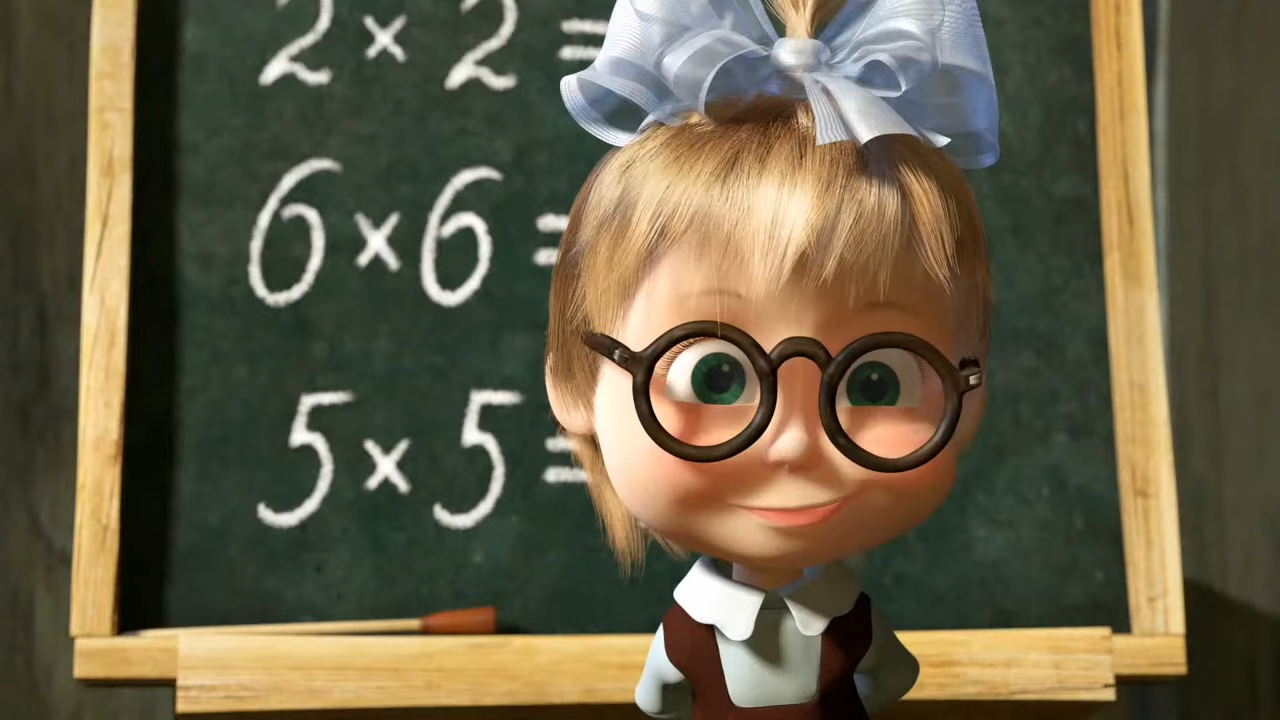 2 × 2 =
6 × 6 =
5 × 5 =